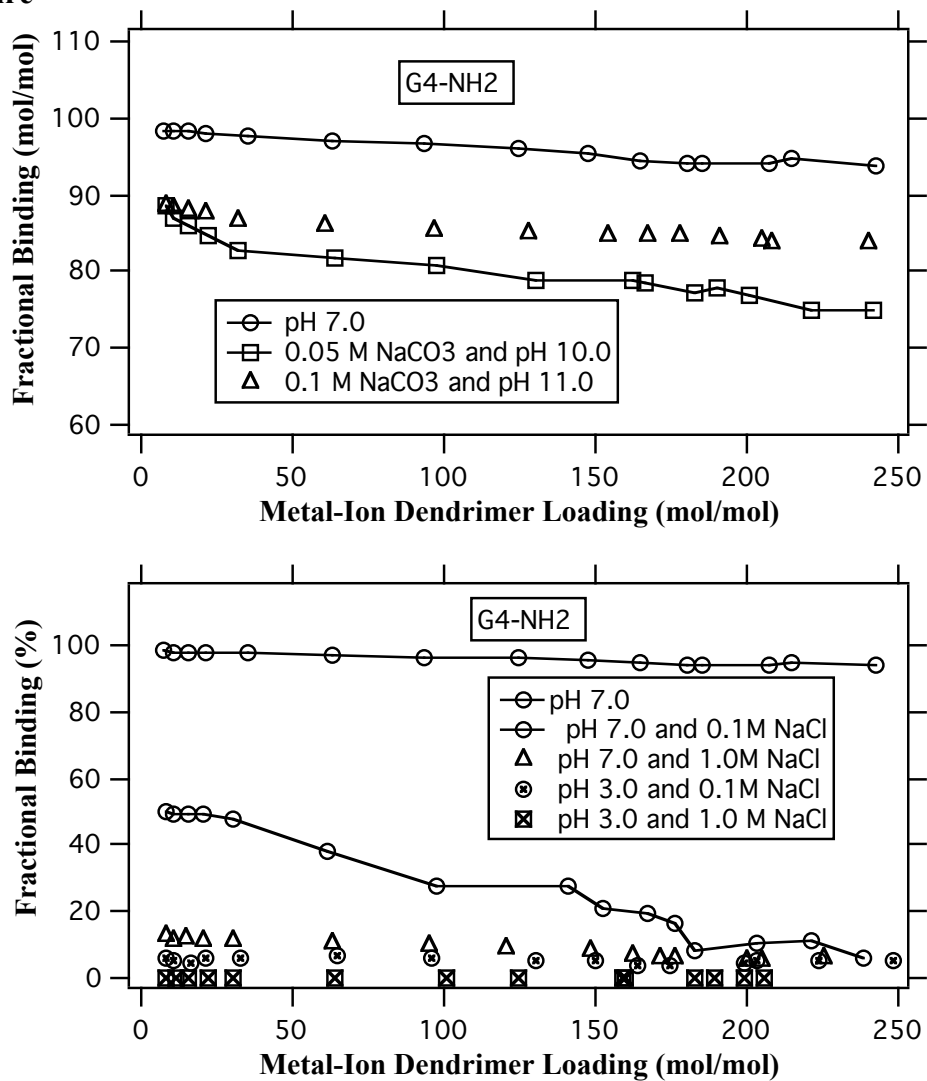 Fractional Binding (mol/mol)
110
100
90
80
70
60
G4-NH2
pH 7.0
0.05 M NaCO3 and pH 10.0
0.1 M NaCO3 and pH 11.0
0 50 100 150 200 250
Metal-Ion Dendrimer Loading (mol/mol)
Fractional Binding (%)
100
80
60
40
20
0
G4-NH2
pH 7.0
pH 7.0 and 0.1M NaCl
pH 7.0 and 1.0M NaCl
pH 3.0 and 0.1M NaCl
pH 3.0 and 1.0 M NaCl
0 50 100 150 200 250
Metal-Ion Dendrimer Loading (mol/mol)